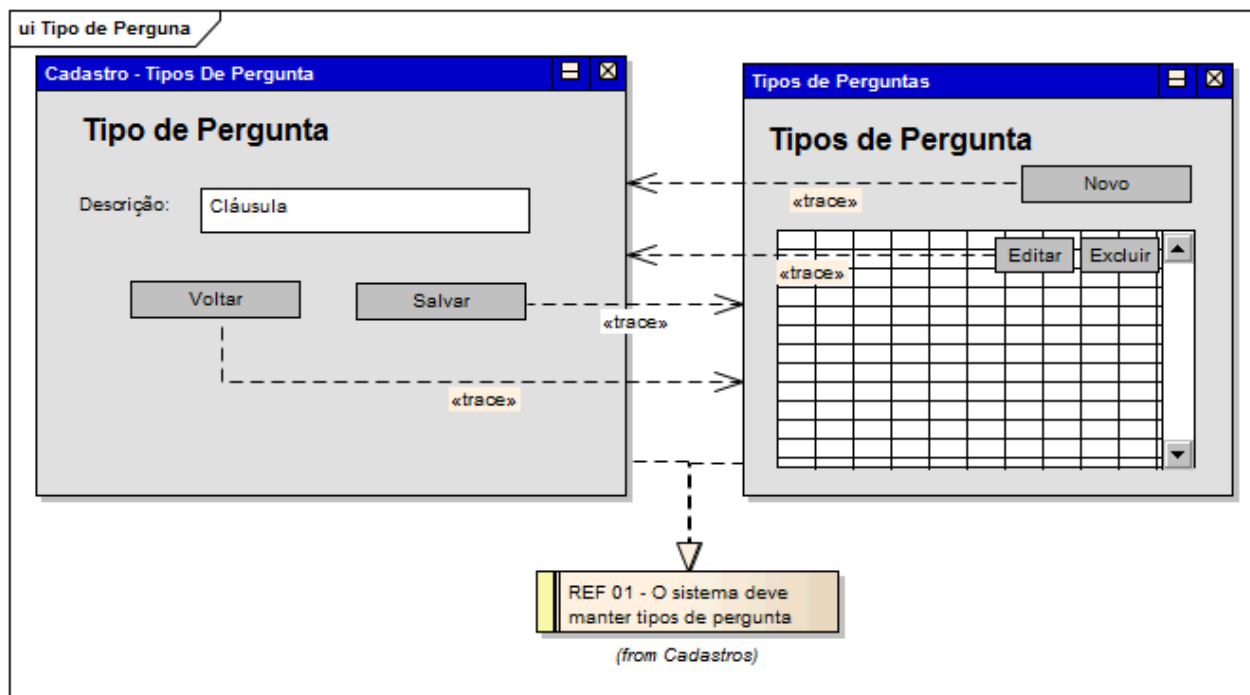 ui Tipo de Perguna
Cadastro - Tipos De Pergunta
Tipo de Pergunta
Descrição:
Cláusula
Voltar
Salvar
Tipos de Perguntas
Tipos de Pergunta
Novo
«trace»
Editar
Excluir
«trace»
«trace»
«trace»
REF 01 - O sistema deve
manter tipos de pergunta
(from Cadastros)